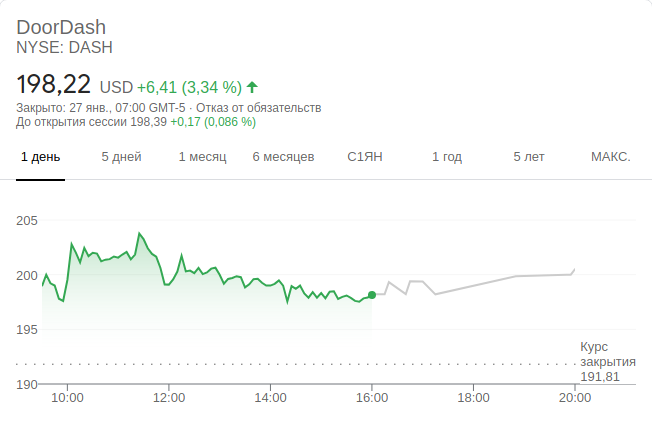 DoorDash
NYSE: DASH
198,22 USD +6,41 (3,34 %)
Закрыто: 27 янв., 07:00 GMT-5 · Отказ от обязательств
До открытия сессии 198,39 +0,17 (0,086 %)
1 день 5 дней 1 месяц 6 месяцев С1ЯН 1 год 5 лет МАКС.
205
200
195
190
Курс
закрытия
191,81
10:00 12:00 14:00 16:00 18:00 20:00